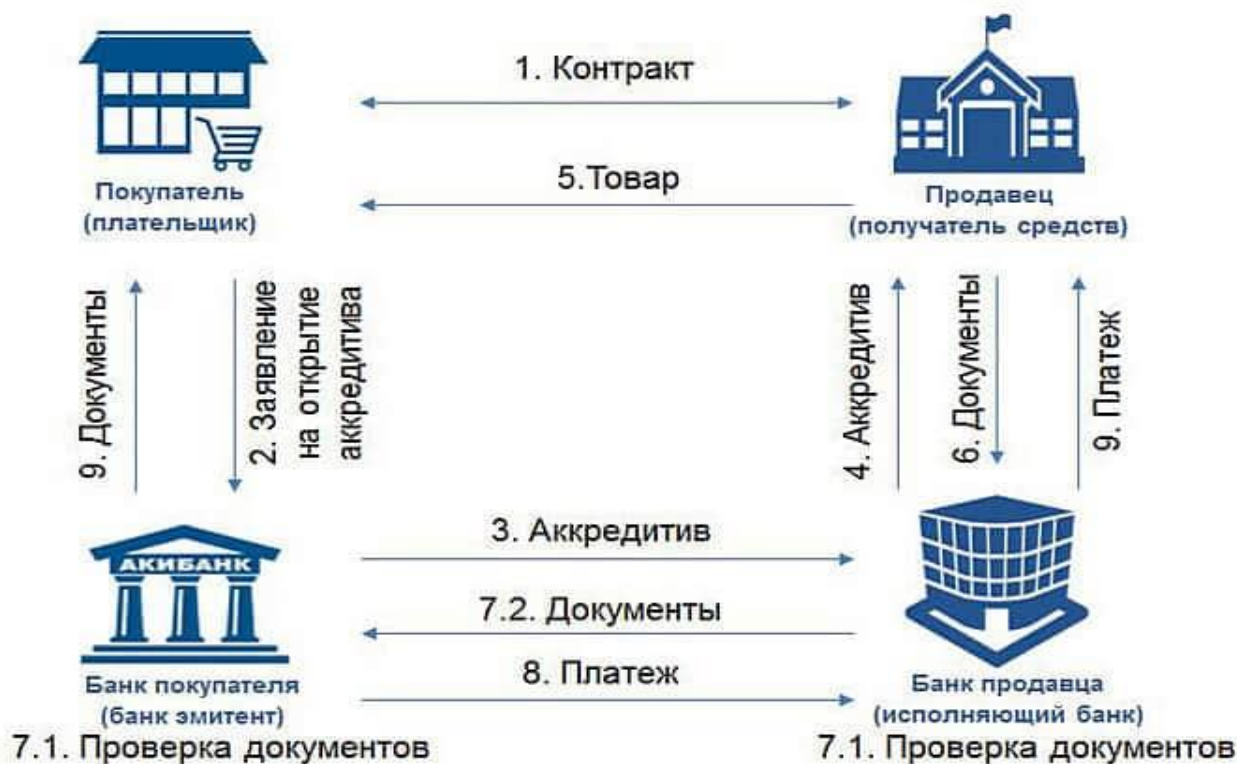 1. Контракт
5.Товар
Покупатель
(плательщик)
Продавец
(получатель средств)
9. Документы
2. Заявление
на открытие
аккредитива
4. Аккредитив
6. Документы
9. Платеж
3. Аккредитив
7.2. Документы
8. Платеж
АКИБАНК
Банк покупателя
(банк эмитент)
7.1. Проверка документов
Банк продавца
(исполняющий банк)
7.1. Проверка документов